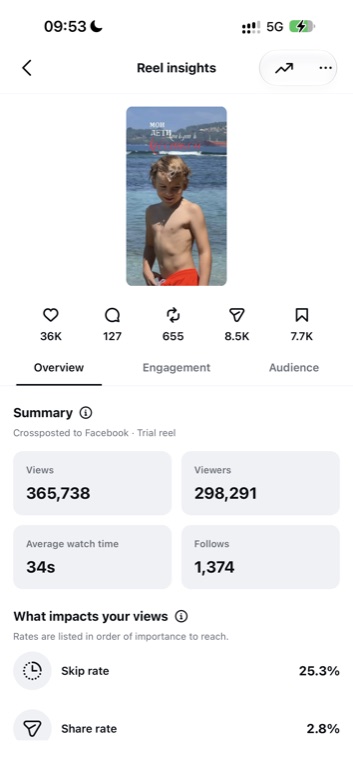 09:53
5G
Reel insights
МОИ
ДЕТИ
36K
127
655
8.5K
7.7K
Overview
Engagement
Audience
Summary
Crossposted to Facebook · Trial reel
Views
Viewers
365,738
298,291
Average watch time
Follows
34s
1,374
What impacts your views
Rates are listed in order of importance to reach.
Skip rate
25.3%
Share rate
2.8%